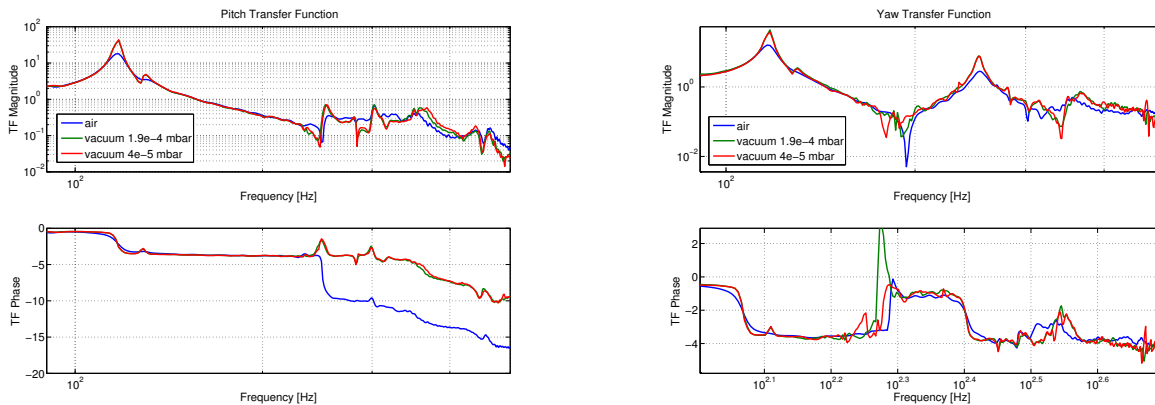 Pitch Transfer Function
TF Magnitude
10^2
10^1
10^0
10^-1
10^-2
air
vacuum 1.9e−4 mbar
vacuum 4e−5 mbar
10^2
Frequency [Hz]
TF Phase
0
−5
−10
−15
−20
10^2
Frequency [Hz]
Yaw Transfer Function
TF Magnitude
10^0
10^-2
air
vacuum 1.9e−4 mbar
vacuum 4e−5 mbar
10^2
Frequency [Hz]
TF Phase
2
0
−2
−4
10^2.1
10^2.2
10^2.3
10^2.4
10^2.5
10^2.6
Frequency [Hz]